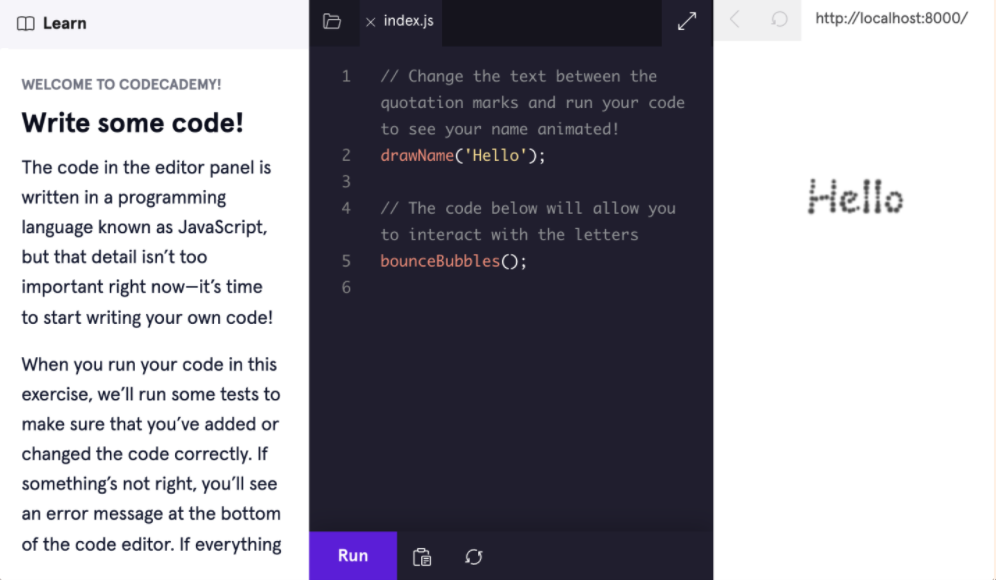 Learn
WELCOME TO CODECADEMY!
Write some code!
The code in the editor panel is
written in a programming
language known as JavaScript,
but that detail isn’t too
important right now—it’s time
to start writing your own code!
When you run your code in this
exercise, we’ll run some tests to
make sure that you’ve added or
changed the code correctly. If
something’s not right, you’ll see
an error message at the bottom
of the code editor. If everything
index.js
1 // Change the text between the
quotation marks and run your code
to see your name animated!
2 drawName('Hello');
3
4 // The code below will allow you
to interact with the letters
5 bounceBubbles();
6
Run
http://localhost:8000/
Hello